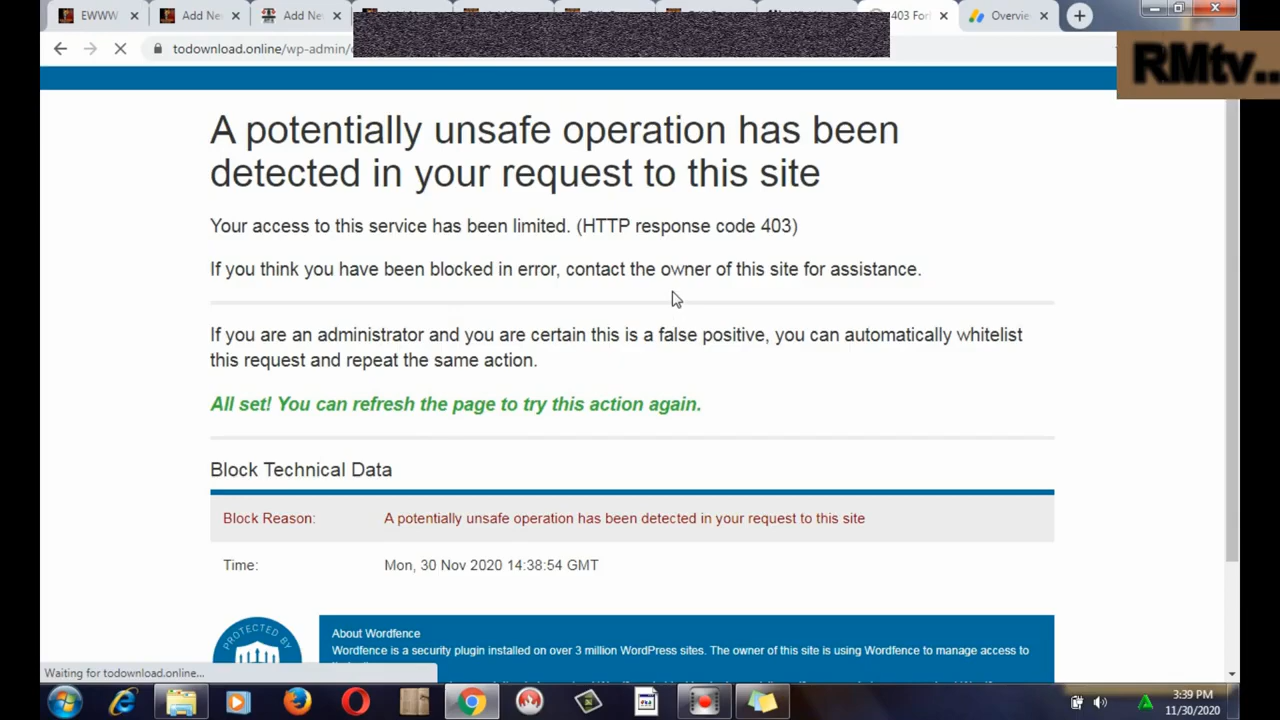 EWWW
Add Ne
Add Ne
403 For
Overvie
todownload.online/wp-admin/
RMtv..
A potentially unsafe operation has been
detected in your request to this site
Your access to this service has been limited. (HTTP response code 403)
If you think you have been blocked in error, contact the owner of this site for assistance.
If you are an administrator and you are certain this is a false positive, you can automatically whitelist
this request and repeat the same action.
All set! You can refresh the page to try this action again.
Block Technical Data
Block Reason: A potentially unsafe operation has been detected in your request to this site
Time: Mon, 30 Nov 2020 14:38:54 GMT
PROTECTED BY
About Wordfence
Wordfence is a security plugin installed on over 3 million WordPress sites. The owner of this site is using Wordfence to manage access to
Waiting for todownload.online...
3:39 PM
11/30/2020